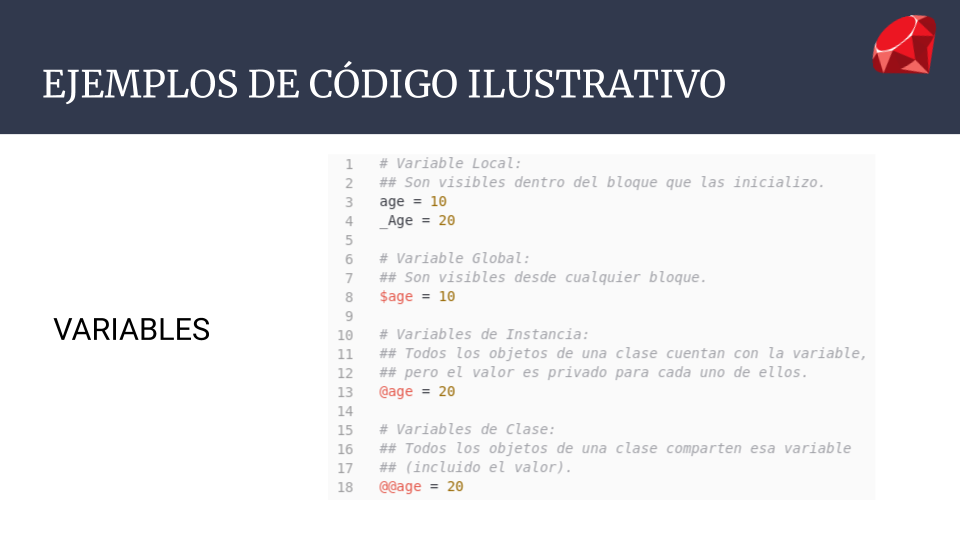 EJEMPLOS DE CÓDIGO ILUSTRATIVO
VARIABLES
1 # Variable Local:
2 ## Son visibles dentro del bloque que las inicializo.
3 age = 10
4 _Age = 20
5
6 # Variable Global:
7 ## Son visibles desde cualquier bloque.
8 $age = 10
9
10 # Variables de Instancia:
11 ## Todos los objetos de una clase cuentan con la variable,
12 ## pero el valor es privado para cada uno de ellos.
13 @age = 20
14
15 # Variables de Clase:
16 ## Todos los objetos de una clase comparten esa variable
17 ## (incluido el valor).
18 @@age = 20